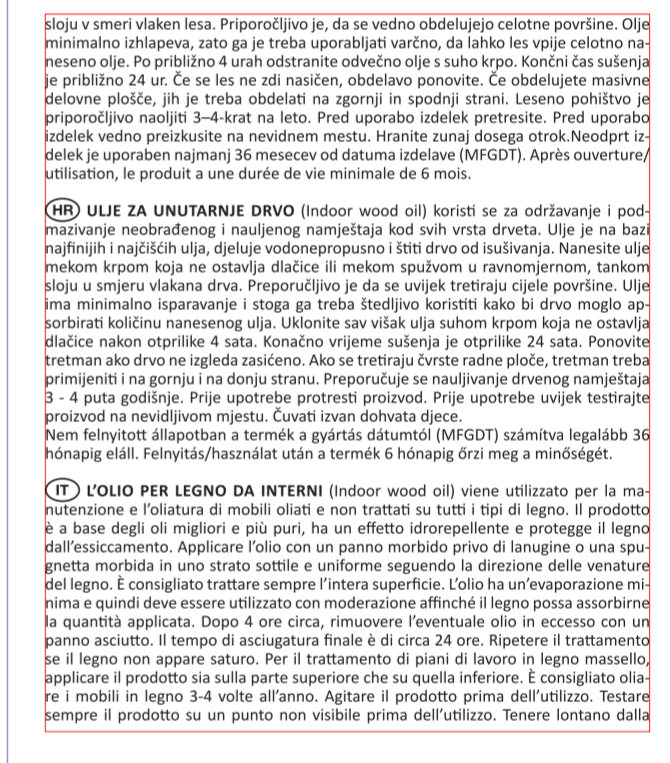 sloju v smeri vlaken lesa. Priporočljivo je, da se vedno obdelujejo celotne površine. Olje
minimalno izhlapeva, zato ga je treba uporabljati varčno, da lahko les vpije celotno na-
neseno olje. Po približno 4 urah odstranite odvečno olje s suho krpo. Končni čas sušenja
je približno 24 ur. Če se les ne zdi nasičen, obdelavo ponovite. Če obdelujete masivne
delovne plošče, jih je treba obdelati na zgornji in spodnji strani. Leseno pohištvo je
priporočljivo naoljiti 3–4-krat na leto. Pred uporabo izdelek pretresite. Pred uporabo
izdelek vedno preizkusite na nevidnem mestu. Hranite zunaj dosega otrok.Neodprt iz-
delek je uporaben najmanj 36 mesecev od datuma izdelave (MFGDT). Après ouverture/
utilisation, le produit a une durée de vie minimale de 6 mois.
HR ULJE ZA UNUTARNJE DRVO (Indoor wood oil) koristi se za održavanje i pod-
mazivanje neobrađenog i nauljenog namještaja kod svih vrsta drveta. Ulje je na bazi
najfinijih i najčišćih ulja, djeluje vodonepropusno i štiti drvo od isušivanja. Nanesite ulje
mekom krpom koja ne ostavlja dlačice ili mekom spužvom u ravnomjernom, tankom
sloju u smjeru vlakana drva. Preporučljivo je da se uvijek tretiraju cijele površine. Ulje
ima minimalno isparavanje i stoga ga treba štedljivo koristiti kako bi drvo moglo ap-
sorbirati količinu nanesenog ulja. Uklonite sav višak ulja suhom krpom koja ne ostavlja
dlačice nakon otprilike 4 sata. Konačno vrijeme sušenja je otprilike 24 sata. Ponovite
tretman ako drvo ne izgleda zasićeno. Ako se tretiraju čvrste radne ploče, tretman treba
primijeniti i na gornju i na donju stranu. Preporučuje se nauljivanje drvenog namještaja
3 - 4 puta godišnje. Prije upotrebe protresti proizvod. Prije upotrebe uvijek testirajte
proizvod na nevidljivom mjestu. Čuvati izvan dohvata djece.
Nem felnyitott állapotban a termék a gyártás dátumtól (MFGDT) számítva legalább 36
hónapig eláll. Felnyitás/használat után a termék 6 hónapig őrzi meg a minőségét.
IT L’OLIO PER LEGNO DA INTERNI (Indoor wood oil) viene utilizzato per la ma-
nutenzione e l’oliatura di mobili oliati e non trattati su tutti i tipi di legno. Il prodotto
è a base degli oli migliori e più puri, ha un effetto idrorepellente e protegge il legno
dall’essiccamento. Applicare l’olio con un panno morbido privo di lanugine o una spu-
gnetta morbida in uno strato sottile e uniforme seguendo la direzione delle venature
del legno. È consigliato trattare sempre l’intera superficie. L’olio ha un’evaporazione mi-
nima e quindi deve essere utilizzato con moderazione affinché il legno possa assorbirne
la quantità applicata. Dopo 4 ore circa, rimuovere l’eventuale olio in eccesso con un
panno asciutto. Il tempo di asciugatura finale è di circa 24 ore. Ripetere il trattamento
se il legno non appare saturo. Per il trattamento di piani di lavoro in legno massello,
applicare il prodotto sia sulla parte superiore che su quella inferiore. È consigliato olia-
re i mobili in legno 3-4 volte all’anno. Agitare il prodotto prima dell’utilizzo. Testare
sempre il prodotto su un punto non visibile prima dell’utilizzo. Tenere lontano dalla